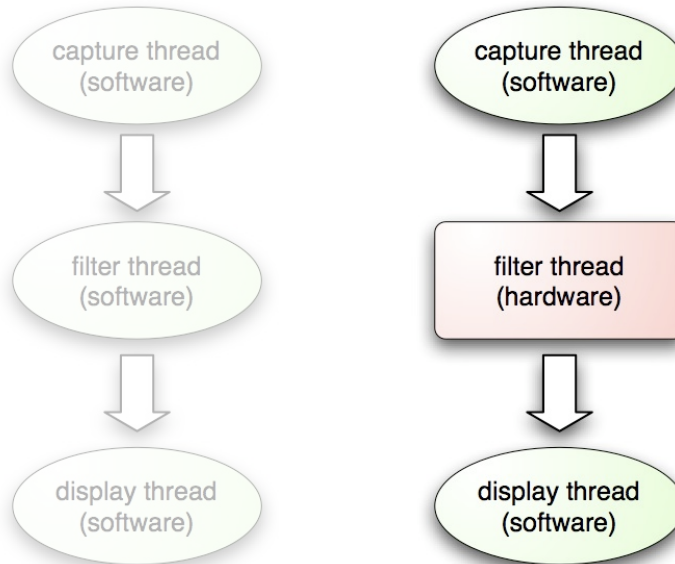 capture thread
(software)
filter thread
(software)
display thread
(software)
capture thread
(software)
filter thread
(hardware)
display thread
(software)